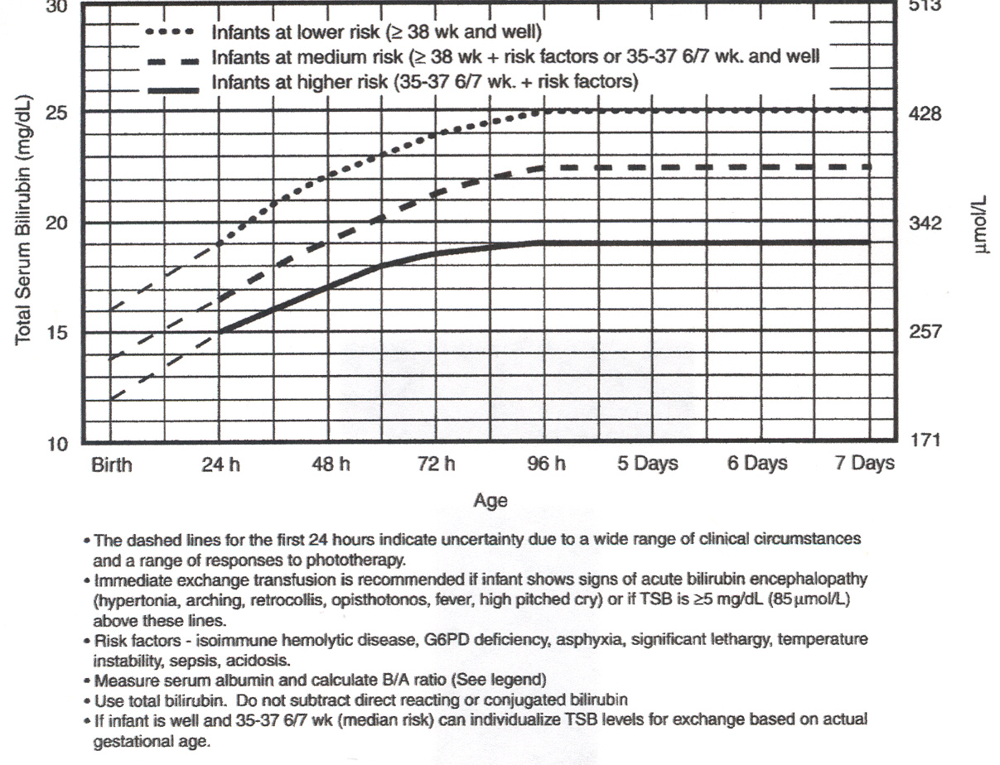 30
513
Infants at lower risk (≥ 38 wk and well)
Infants at medium risk (≥ 38 wk + risk factors or 35-37 6/7 wk. and well
Infants at higher risk (35-37 6/7 wk. + risk factors)
Total Serum Bilirubin (mg/dL)
25
428
20
342
μmol/L
15
257
10
171
Birth 24 h 48 h 72 h 96 h 5 Days 6 Days 7 Days
Age
• The dashed lines for the first 24 hours indicate uncertainty due to a wide range of clinical circumstances
and a range of responses to phototherapy.
• Immediate exchange transfusion is recommended if infant shows signs of acute bilirubin encephalopathy
(hypertonia, arching, retrocollis, opisthotonos, fever, high pitched cry) or if TSB is ≥5 mg/dL (85 μmol/L)
above these lines.
• Risk factors - isoimmune hemolytic disease, G6PD deficiency, asphyxia, significant lethargy, temperature
instability, sepsis, acidosis.
• Measure serum albumin and calculate B/A ratio (See legend)
• Use total bilirubin. Do not subtract direct reacting or conjugated bilirubin
• If infant is well and 35-37 6/7 wk (median risk) can individualize TSB levels for exchange based on actual
gestational age.